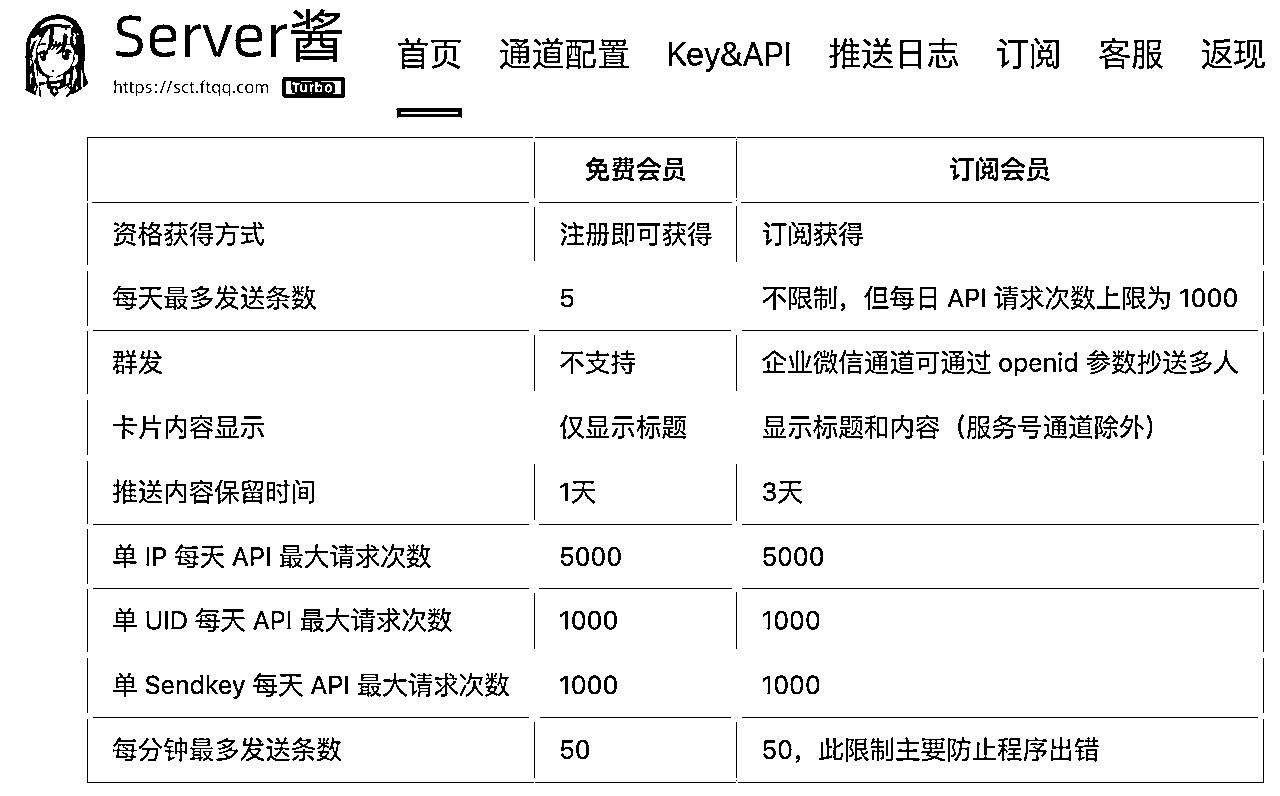 Server酱
首页 通道配置 Key&API 推送日志 订阅 客服 返现
https://sct.ftqq.com Turbo
免费会员 订阅会员
资格获得方式 注册即可获得 订阅获得
每天最多发送条数 5 不限制，但每日 API 请求次数上限为 1000
群发 不支持 企业微信通道可通过 openid 参数抄送多人
卡片内容显示 仅显示标题 显示标题和内容（服务号通道除外）
推送内容保留时间 1天 3天
单 IP 每天 API 最大请求次数 5000 5000
单 UID 每天 API 最大请求次数 1000 1000
单 Sendkey 每天 API 最大请求次数 1000 1000
每分钟最多发送条数 50 50，此限制主要防止程序出错